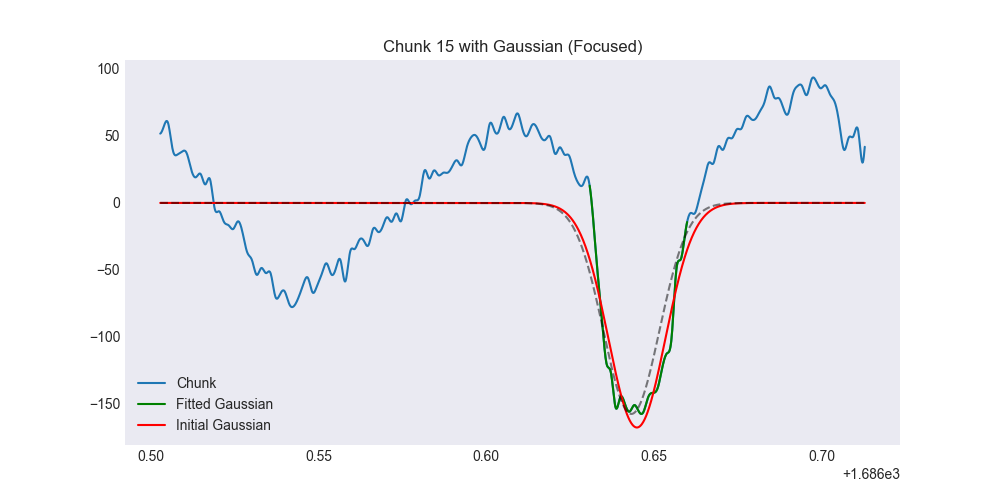 Chunk 15 with Gaussian (Focused)
100
50
0
−50
−100
−150
Chunk
Fitted Gaussian
Initial Gaussian
0.50 0.55 0.60 0.65 0.70
+1.686e3